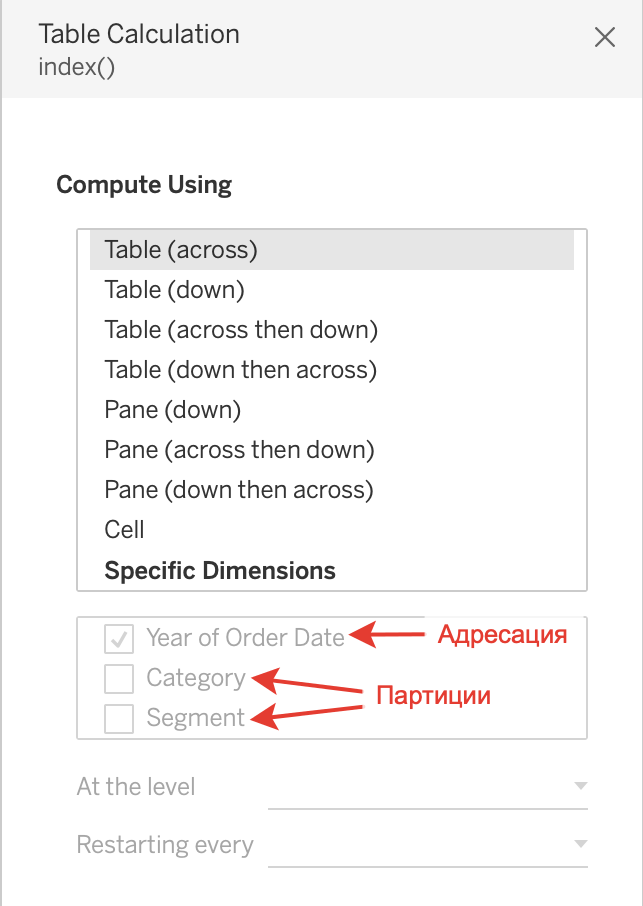 Table Calculation
index()
Compute Using
Table (across)
Table (down)
Table (across then down)
Table (down then across)
Pane (down)
Pane (across then down)
Pane (down then across)
Cell
Specific Dimensions
Year of Order Date Адресация
Category
Партиции
Segment
At the level
Restarting every